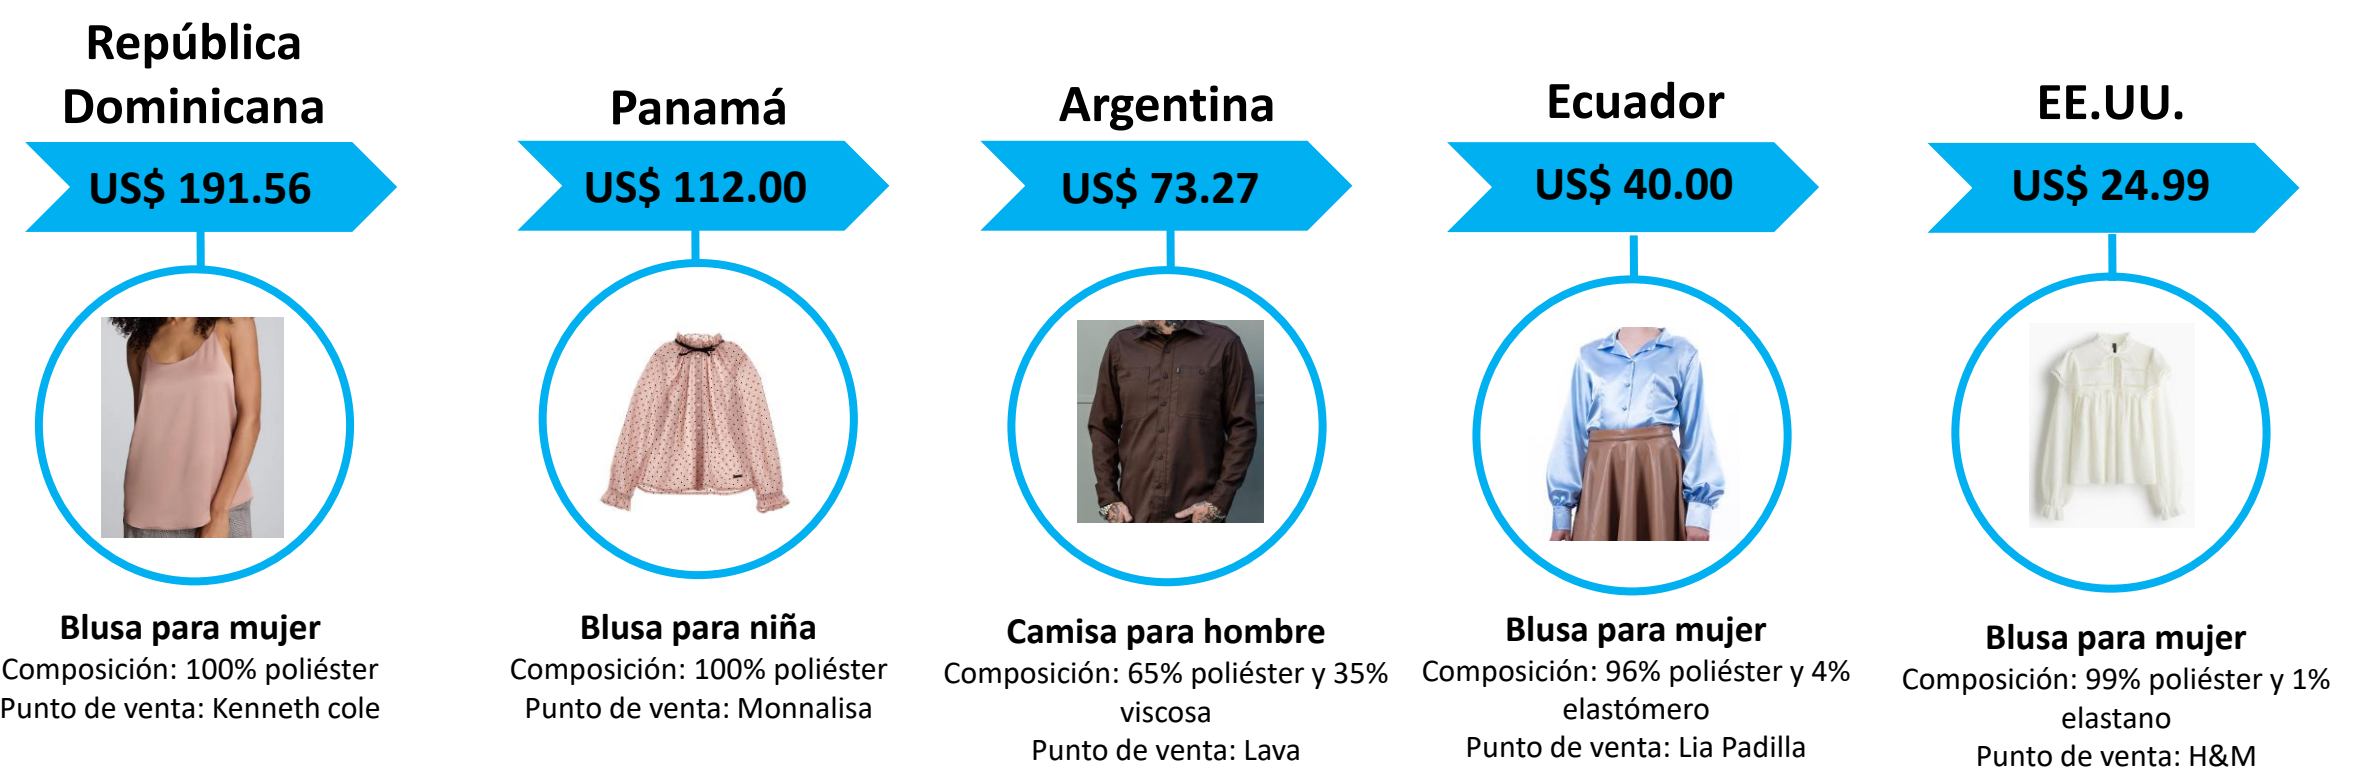 República
Dominicana
US$ 191.56
Blusa para mujer
Composición: 100% poliéster
Punto de venta: Kenneth cole
Panamá
US$ 112.00
Blusa para niña
Composición: 100% poliéster
Punto de venta: Monnalisa
Argentina
US$ 73.27
Camisa para hombre
Composición: 65% poliéster y 35%
viscosa
Punto de venta: Lava
Ecuador
US$ 40.00
Blusa para mujer
Composición: 96% poliéster y 4%
elastómero
Punto de venta: Lia Padilla
EE.UU.
US$ 24.99
Blusa para mujer
Composición: 99% poliéster y 1%
elastano
Punto de venta: H&M